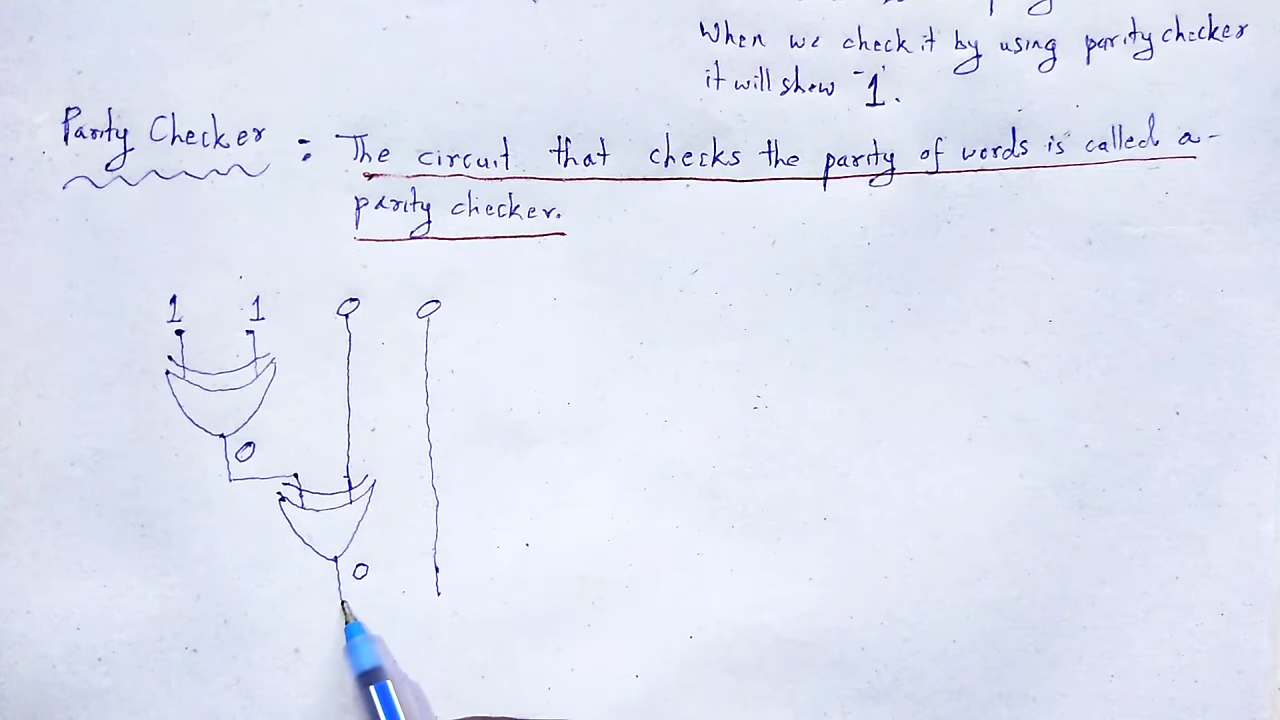 When we check it by using parity checker
it will show '1'.
Parity Checker : The circuit that checks the parity of words is called a-
parity checker.
1 1 0 0
0
0